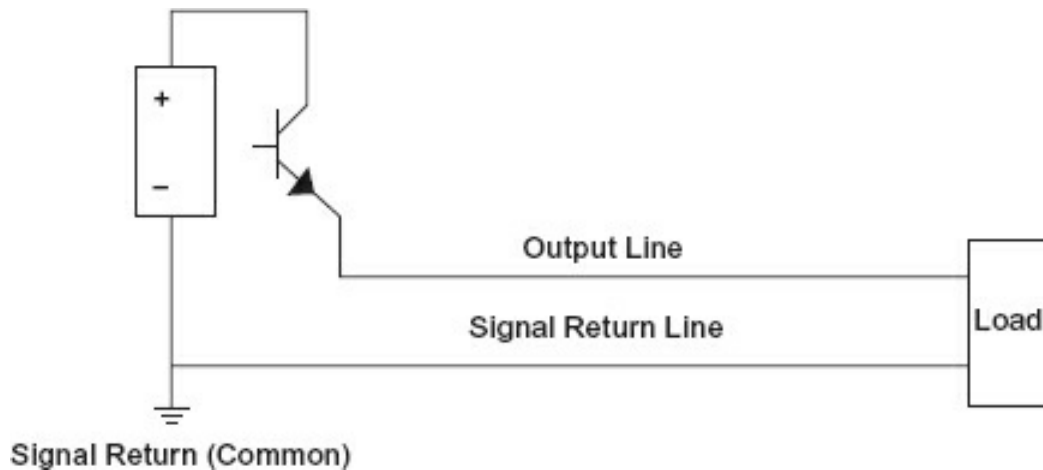 +
−
Output Line
Signal Return Line
Load
Signal Return (Common)